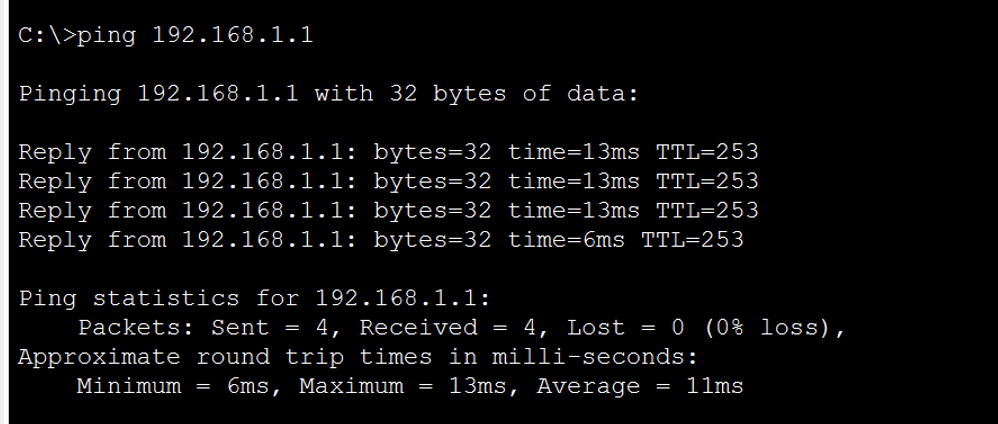 C:\>ping 192.168.1.1
Pinging 192.168.1.1 with 32 bytes of data:
Reply from 192.168.1.1: bytes=32 time=13ms TTL=253
Reply from 192.168.1.1: bytes=32 time=13ms TTL=253
Reply from 192.168.1.1: bytes=32 time=13ms TTL=253
Reply from 192.168.1.1: bytes=32 time=6ms TTL=253
Ping statistics for 192.168.1.1:
    Packets: Sent = 4, Received = 4, Lost = 0 (0% loss),
Approximate round trip times in milli-seconds:
    Minimum = 6ms, Maximum = 13ms, Average = 11ms